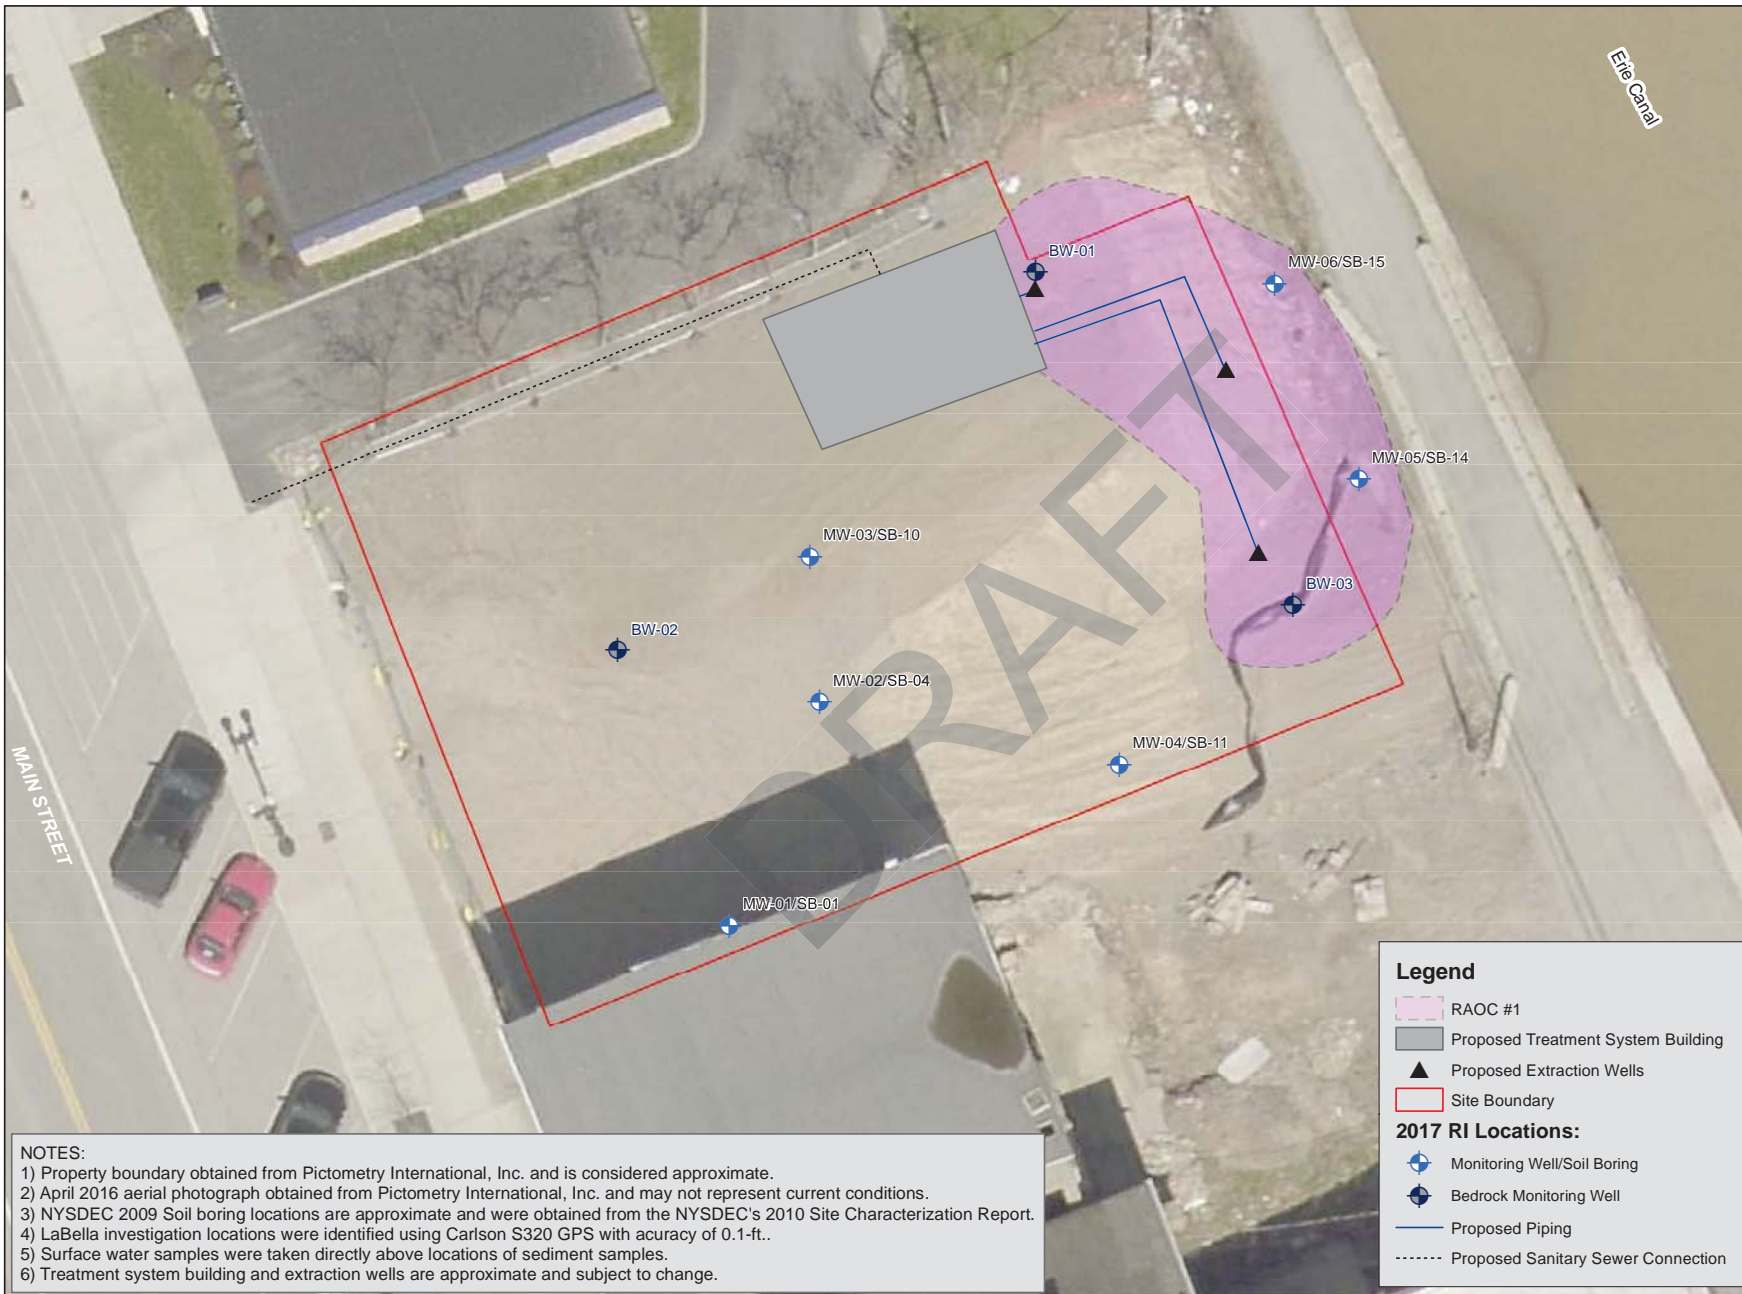 Erie Canal
BW-01
MW-06/SB-15
MW-05/SB-14
MW-03/SB-10
BW-03
BW-02
MW-02/SB-04
MW-04/SB-11
MAIN STREET
MW-01/SB-01
DRAFT
Legend
RAOC #1
Proposed Treatment System Building
Proposed Extraction Wells
Site Boundary
2017 RI Locations:
Monitoring Well/Soil Boring
Bedrock Monitoring Well
Proposed Piping
Proposed Sanitary Sewer Connection
NOTES:
1) Property boundary obtained from Pictometry International, Inc. and is considered approximate.
2) April 2016 aerial photograph obtained from Pictometry International, Inc. and may not represent current conditions.
3) NYSDEC 2009 Soil boring locations are approximate and were obtained from the NYSDEC's 2010 Site Characterization Report.
4) LaBella investigation locations were identified using Carlson S320 GPS with acuracy of 0.1-ft..
5) Surface water samples were taken directly above locations of sediment samples.
6) Treatment system building and extraction wells are approximate and subject to change.